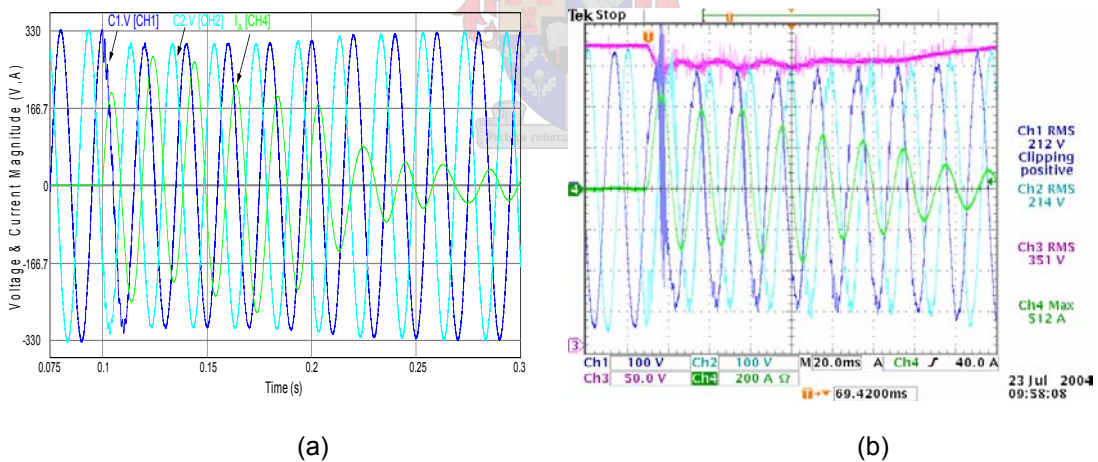 C1.V [CH1] C2.V [CH2] IA [CH4]
330
166.7
0
-166.7
-330
Voltage & Current Magnitude (V,A)
0.075 0.1 0.15 0.2 0.25 0.3
Time (s)
(a)
Tek Stop
T
T
4
3
Ch1 RMS
212 V
Clipping
positive
Ch2 RMS
214 V
Ch3 RMS
351 V
Ch4 Max
512 A
Ch1 100 V Ch2 100 V M 20.0ms A Ch4 40.0 A
Ch3 50.0 V Ch4 200 A Ω
T 69.4200ms
23 Jul 2004
09:58:08
(b)